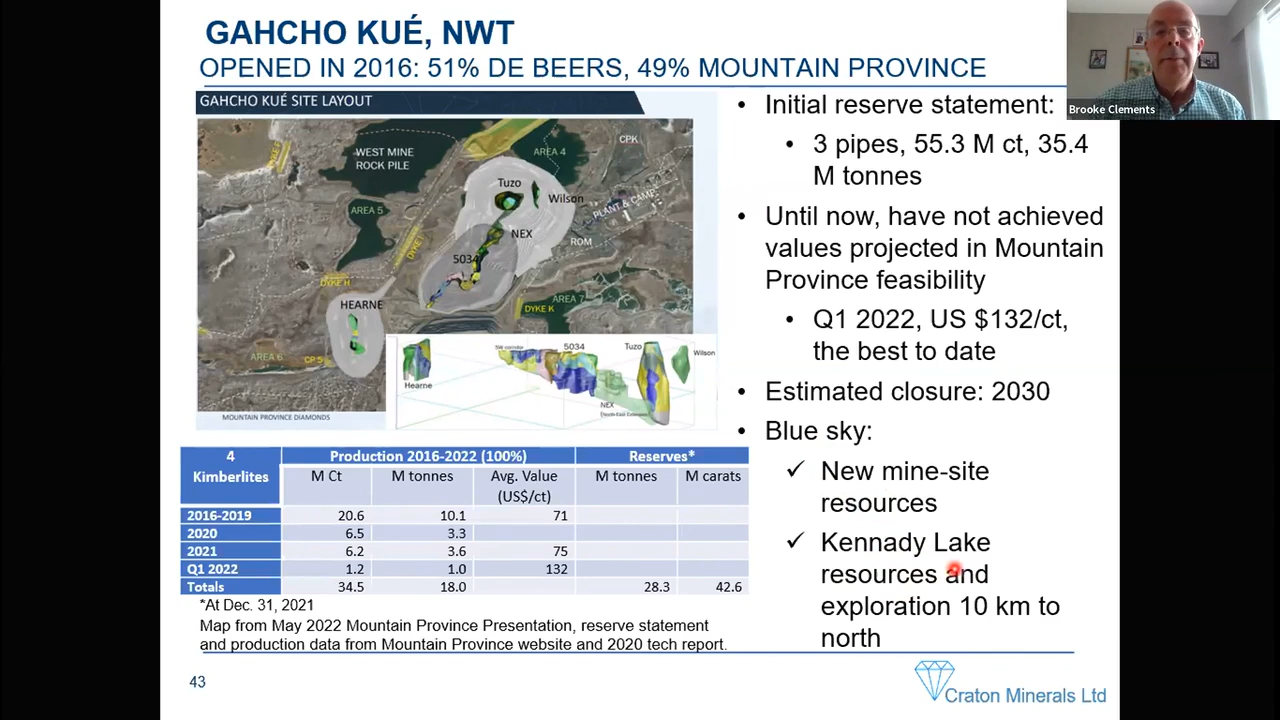 GAHCHO KUÉ, NWT
OPENED IN 2016: 51% DE BEERS, 49% MOUNTAIN PROVINCE
Brooke Clements
GAHCHO KUÉ SITE LAYOUT
WEST MINE
ROCK PILE
AREA 4
CPK
Tuzo
Wilson
PLANT & CAMP
AREA 5
NEX
ROM
5034
DYKE H
HEARNE
AREA 7
DYKE K
AREA 6
CP 5
MOUNTAIN PROVINCE DIAMONDS
SW corridor
5034
Tuzo
Wilson
Hearne
NEX
• Initial reserve statement:
• 3 pipes, 55.3 M ct, 35.4
M tonnes
• Until now, have not achieved
values projected in Mountain
Province feasibility
• Q1 2022, US $132/ct,
the best to date
• Estimated closure: 2030
• Blue sky:
✓ New mine-site
resources
✓ Kennady Lake
resources and
exploration 10 km to
north
4 Production 2016-2022 (100%) Reserves*
Kimberlites M Ct M tonnes Avg. Value M tonnes M carats
(US$/ct)
2016-2019 20.6 10.1 71
2020 6.5 3.3
2021 6.2 3.6 75
Q1 2022 1.2 1.0 132
Totals 34.5 18.0 28.3 42.6
*At Dec. 31, 2021
Map from May 2022 Mountain Province Presentation, reserve statement
and production data from Mountain Province website and 2020 tech report.
43
Craton Minerals Ltd